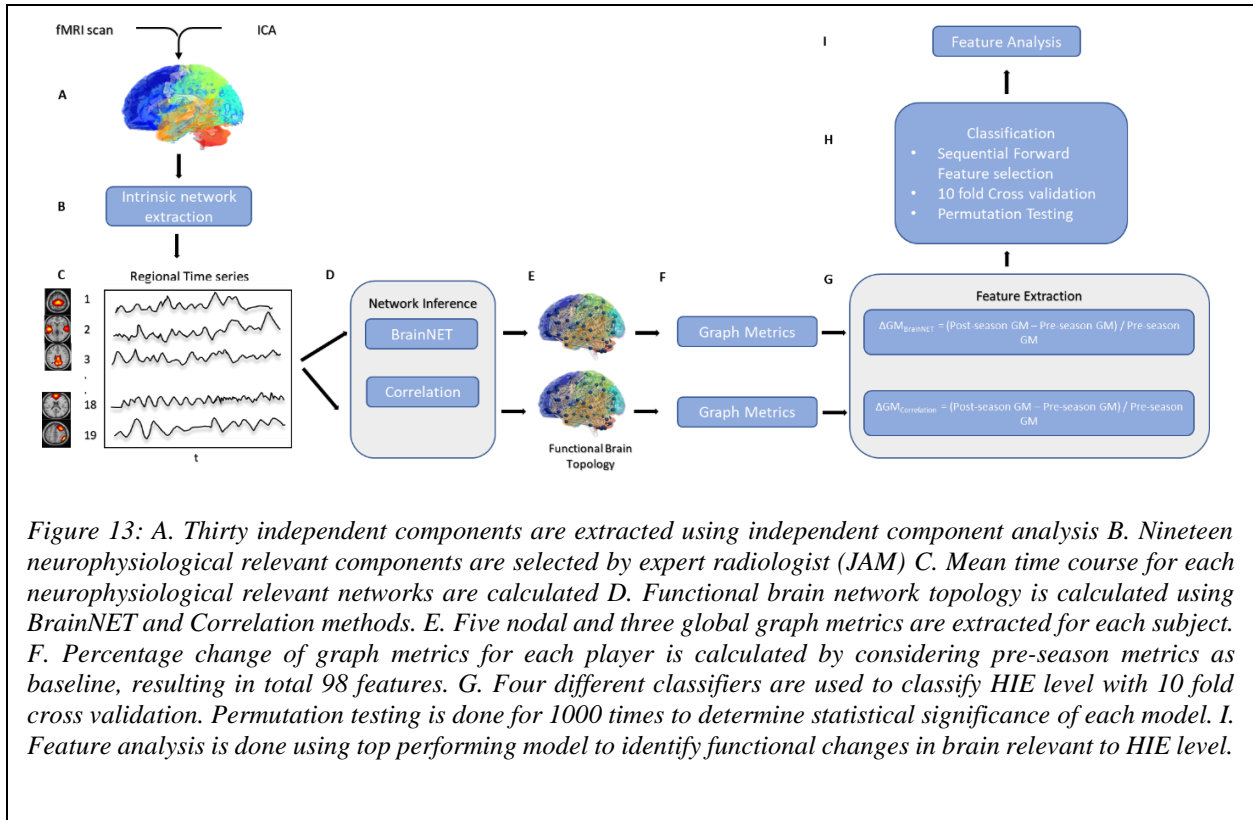 fMRI scan
ICA
A
B
Intrinsic network
extraction
C
Regional Time series
1
2
3
.
.
18
19
t
D
Network Inference
BrainNET
Correlation
E
Functional Brain
Topology
F
Graph Metrics
Graph Metrics
G
Feature Extraction
ΔGMBrainNET = (Post-season GM – Pre-season GM) / Pre-season
GM
ΔGMCorrelation = (Post-season GM – Pre-season GM) / Pre-season
GM
H
Classification
• Sequential Forward
Feature selection
• 10 fold Cross validation
• Permutation Testing
I
Feature Analysis
Figure 13: A. Thirty independent components are extracted using independent component analysis B. Nineteen
neurophysiological relevant components are selected by expert radiologist (JAM) C. Mean time course for each
neurophysiological relevant networks are calculated D. Functional brain network topology is calculated using
BrainNET and Correlation methods. E. Five nodal and three global graph metrics are extracted for each subject.
F. Percentage change of graph metrics for each player is calculated by considering pre-season metrics as
baseline, resulting in total 98 features. G. Four different classifiers are used to classify HIE level with 10 fold
cross validation. Permutation testing is done for 1000 times to determine statistical significance of each model. I.
Feature analysis is done using top performing model to identify functional changes in brain relevant to HIE level.